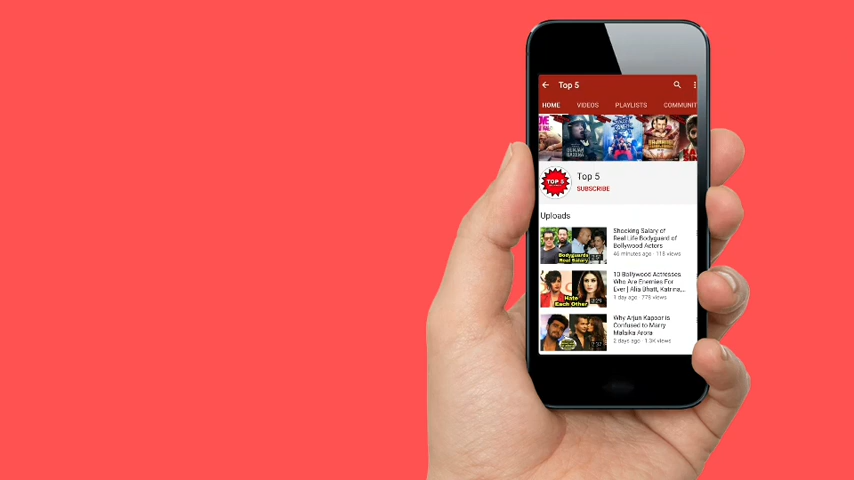 Top 5
HOME VIDEOS PLAYLISTS COMMUNIT
TOP 5
Top 5
SUBSCRIBE
Uploads
Bodyguards
Real Salary
Shocking Salary of
Real Life Bodyguard of
Bollywood Actors
46 minutes ago · 118 views
Hate
Each Other
10 Bollywood Actresses
Who Are Enemies For
Ever | Alia Bhatt, Katrina,...
1 day ago · 778 views
Why Arjun Kapoor is
Confused to Marry
Malaika Arora
2 days ago · 1.3K views